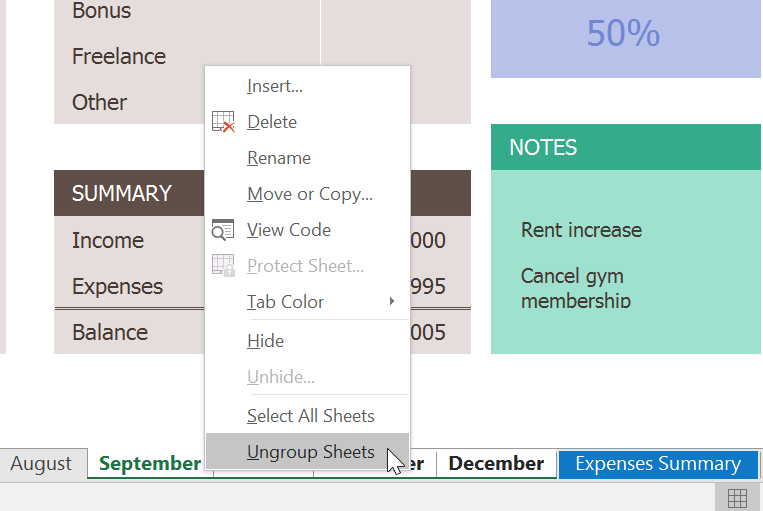 Bonus
50%
Freelance
Other
Insert...
Delete
Rename
Move or Copy...
View Code
Protect Sheet...
Tab Color
Hide
Unhide...
Select All Sheets
Ungroup Sheets
SUMMARY
Income 000
Expenses 995
Balance 005
NOTES
Rent increase
Cancel gym
membership
August September er December Expenses Summary